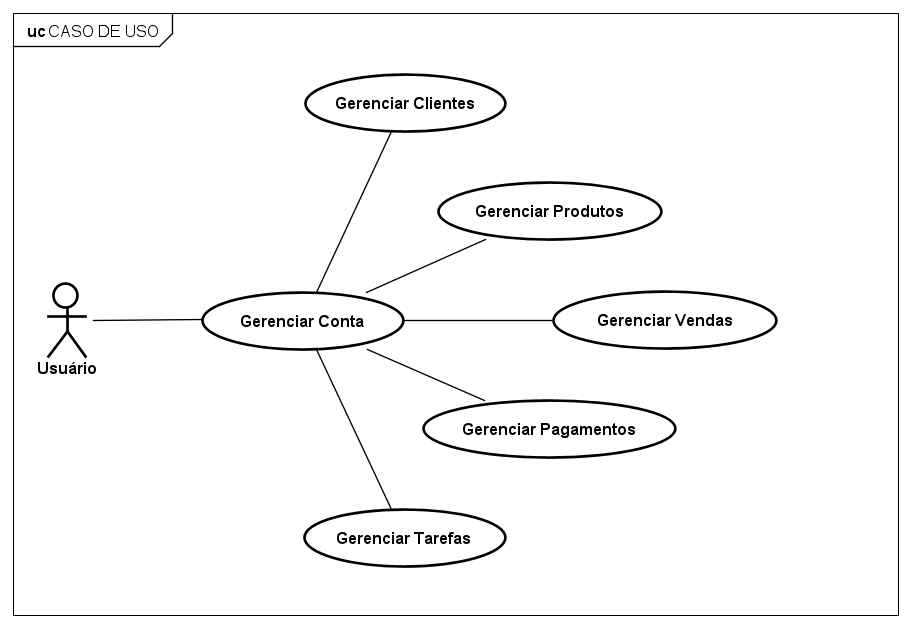 uc CASO DE USO
Gerenciar Clientes
Gerenciar Produtos
Gerenciar Conta
Gerenciar Vendas
Usuário
Gerenciar Pagamentos
Gerenciar Tarefas